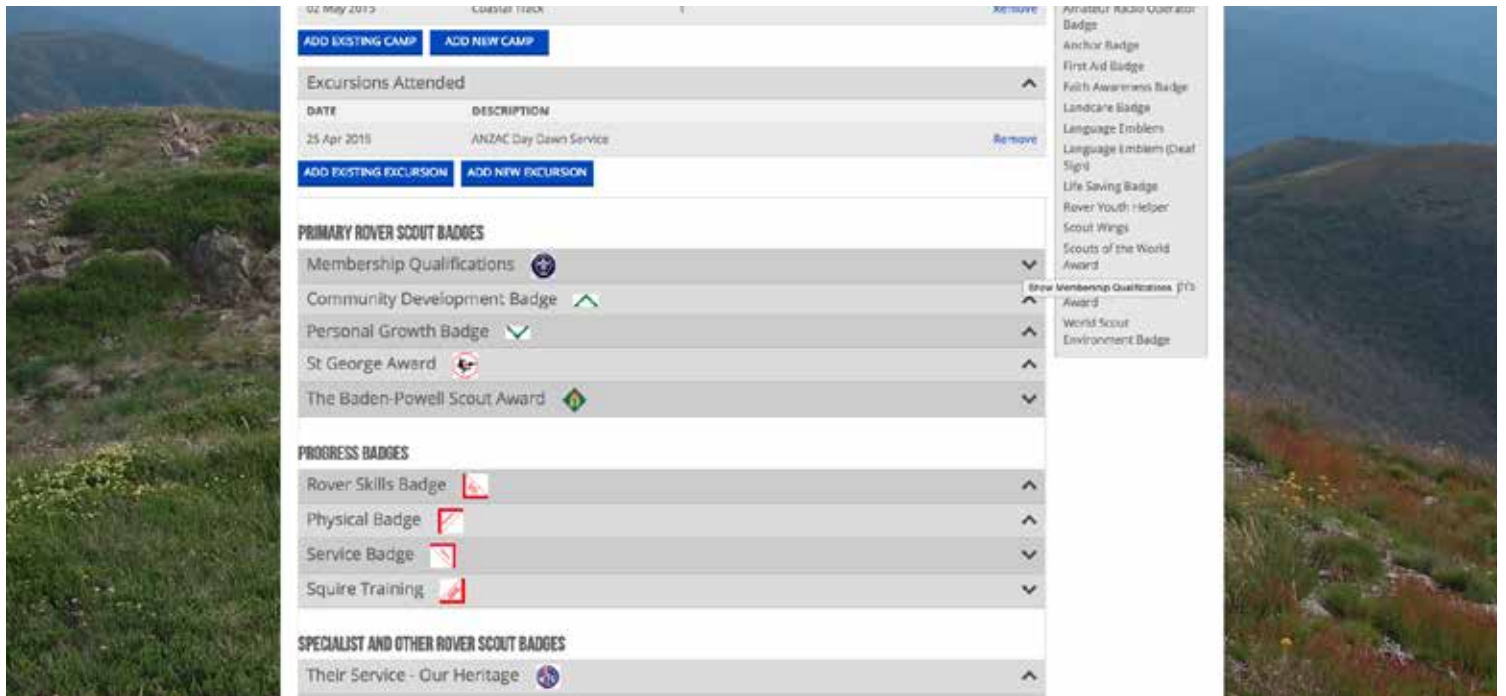 02 May 2015 Coastal Track 1 Remove
ADD EXISTING CAMP ADD NEW CAMP
Excursions Attended
DATE DESCRIPTION
25 Apr 2015 ANZAC Day Dawn Service Remove
ADD EXISTING EXCURSION ADD NEW EXCURSION
PRIMARY ROVER SCOUT BADGES
Membership Qualifications
Community Development Badge
Personal Growth Badge
St George Award
The Baden-Powell Scout Award
PROGRESS BADGES
Rover Skills Badge
Physical Badge
Service Badge
Squire Training
SPECIALIST AND OTHER ROVER SCOUT BADGES
Their Service - Our Heritage
Amateur Radio Operator
Badge
Anchor Badge
First Aid Badge
Faith Awareness Badge
Landcare Badge
Language Emblem
Language Emblem (Deaf
Sign)
Life Saving Badge
Rover Youth Helper
Scout Wings
Scouts of the World
Award
Show Membership Qualifications
Award
World Scout
Environment Badge